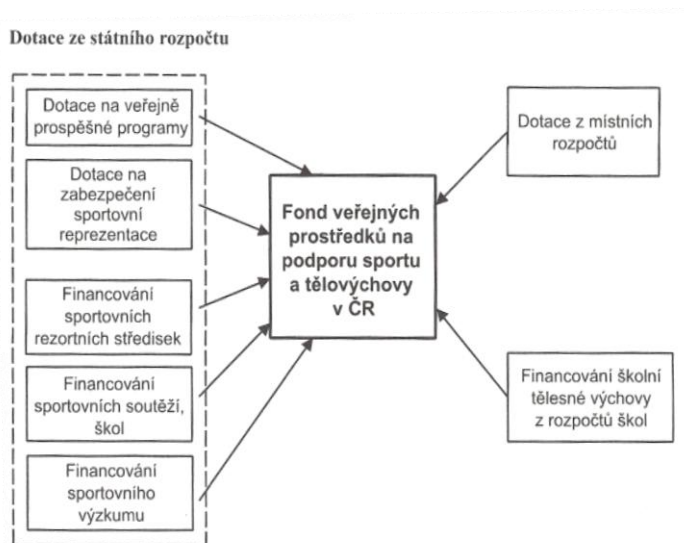 Dotace ze státního rozpočtu
Dotace na veřejně
prospěšné programy
Dotace na
zabezpečení
sportovní
reprezentace
Financování
sportovních
rezortních středisek
Financování
sportovních soutěží,
škol
Financování
sportovního
výzkumu
Fond veřejných
prostředků na
podporu sportu
a tělovýchovy
v ČR
Dotace z místních
rozpočtů
Financování školní
tělesné výchovy
z rozpočtů škol